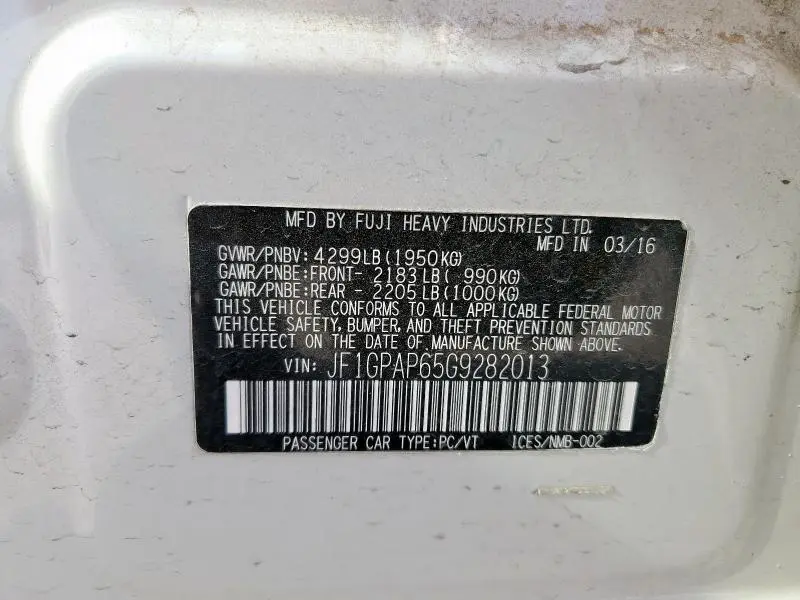 MFD BY FUJI HEAVY INDUSTRIES LTD.
MFD IN 03/16
GVWR/PNBV: 4299LB(1950KG)
GAWR/PNBE:FRONT- 2183LB( 990KG)
GAWR/PNBE:REAR - 2205LB(1000KG)
THIS VEHICLE CONFORMS TO ALL APPLICABLE FEDERAL MOTOR
VEHICLE SAFETY, BUMPER, AND THEFT PREVENTION STANDARDS
IN EFFECT ON THE DATE OF MANUFACTURE SHOWN ABOVE.
VIN: JF1GPAP65G9282013
PASSENGER CAR TYPE:PC/VT ICES/NMB-002